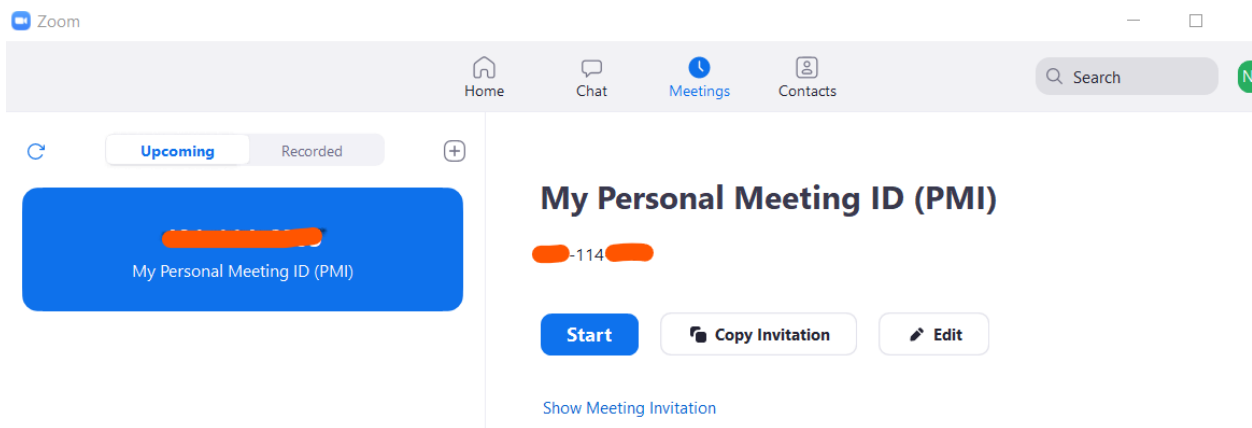 Zoom
Home Chat Meetings Contacts
Search
N
Upcoming Recorded
My Personal Meeting ID (PMI)
My Personal Meeting ID (PMI)
-114
Start Copy Invitation Edit
Show Meeting Invitation